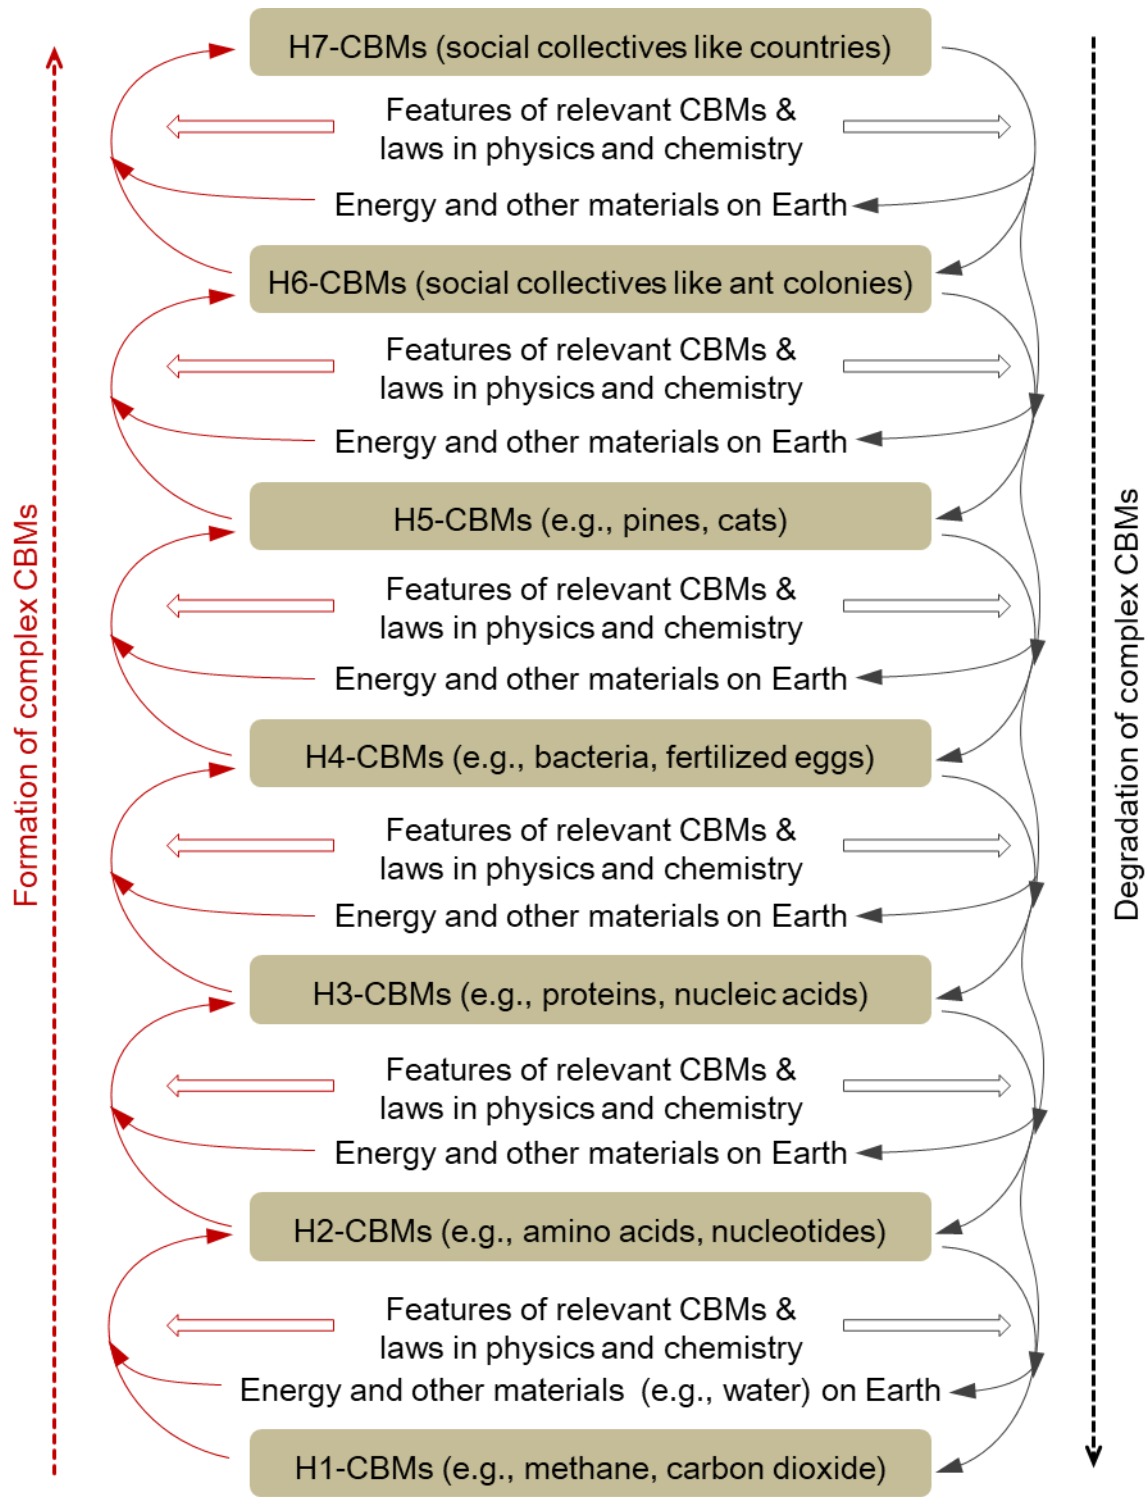 H7-CBMs (social collectives like countries)
Features of relevant CBMs &
laws in physics and chemistry
Energy and other materials on Earth
H6-CBMs (social collectives like ant colonies)
Features of relevant CBMs &
laws in physics and chemistry
Energy and other materials on Earth
H5-CBMs (e.g., pines, cats)
Features of relevant CBMs &
laws in physics and chemistry
Energy and other materials on Earth
H4-CBMs (e.g., bacteria, fertilized eggs)
Features of relevant CBMs &
laws in physics and chemistry
Energy and other materials on Earth
H3-CBMs (e.g., proteins, nucleic acids)
Features of relevant CBMs &
laws in physics and chemistry
Energy and other materials on Earth
H2-CBMs (e.g., amino acids, nucleotides)
Features of relevant CBMs &
laws in physics and chemistry
Energy and other materials (e.g., water) on Earth
H1-CBMs (e.g., methane, carbon dioxide)
Formation of complex CBMs
Degradation of complex CBMs